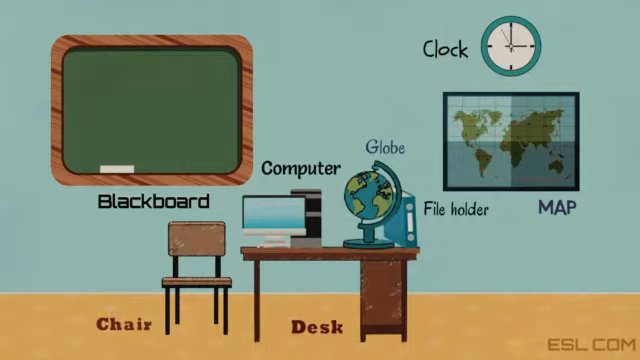 Clock
Globe
Computer
Blackboard
File holder
MAP
Chair
Desk
ESL.COM